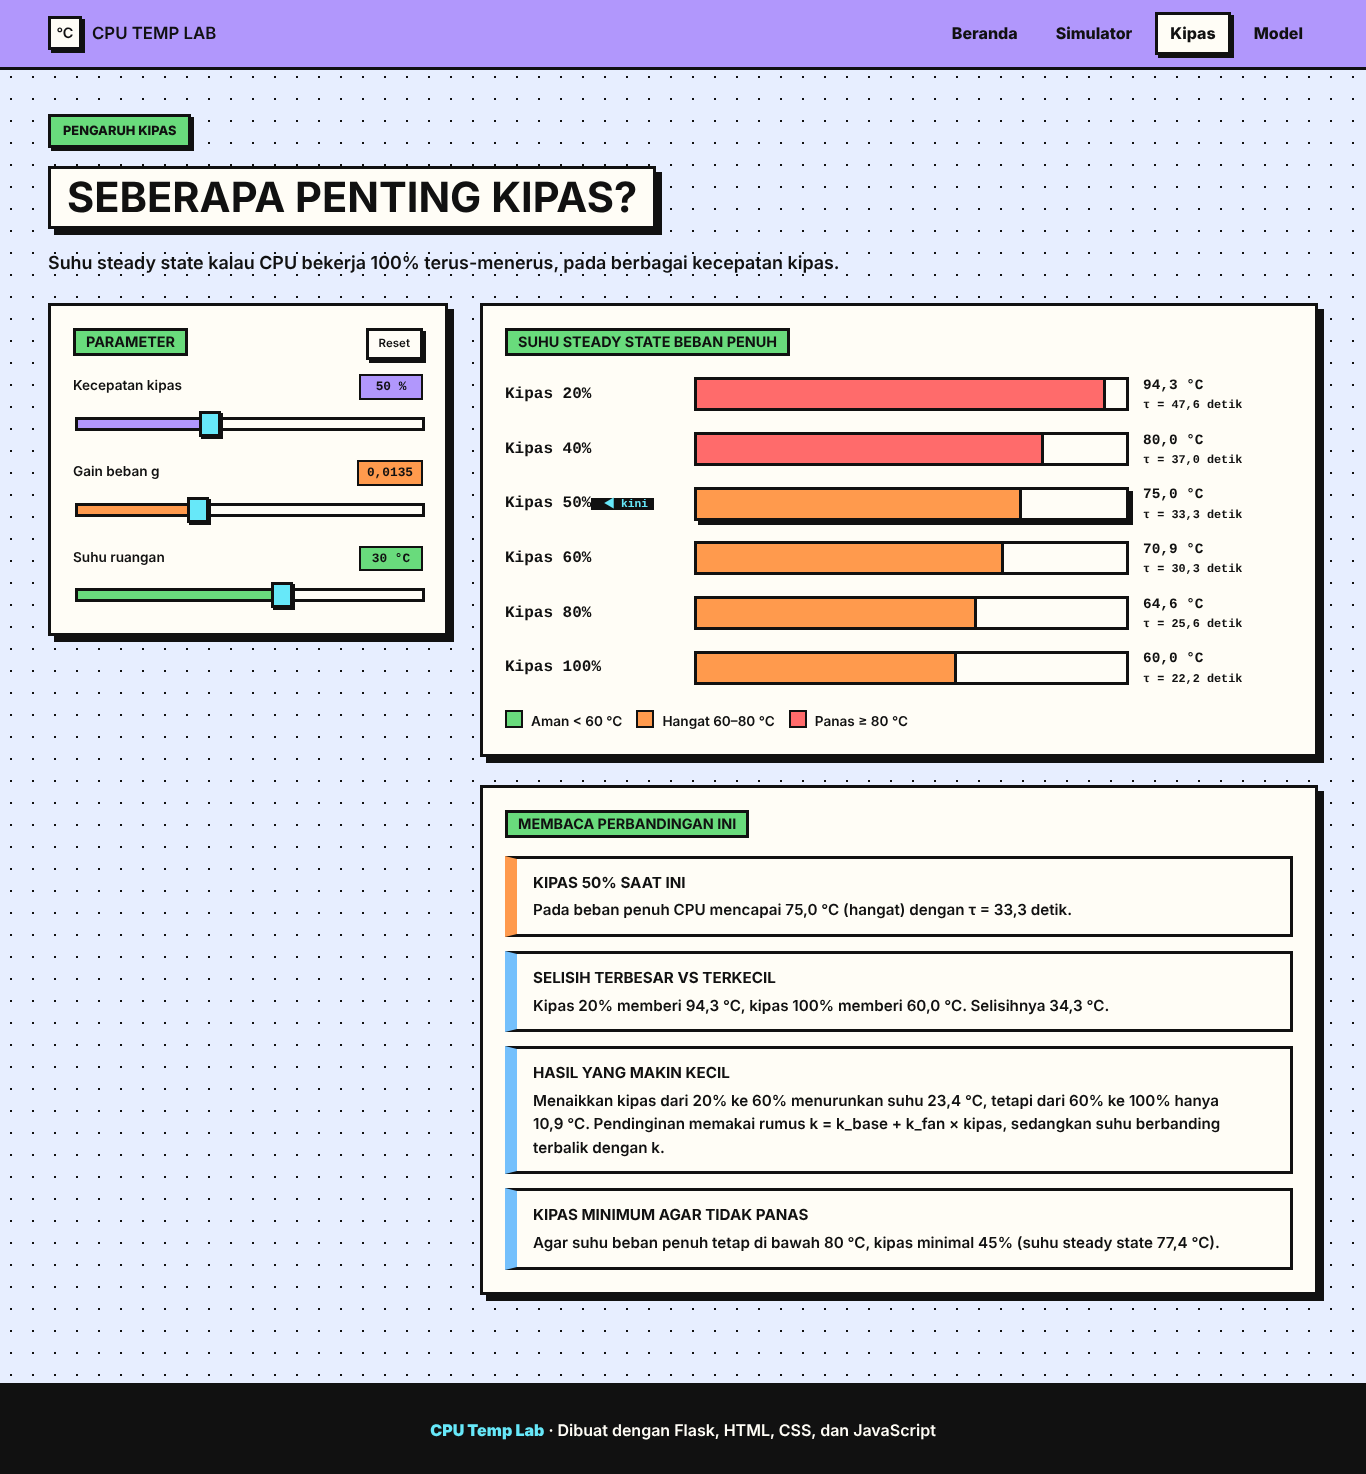 °C CPU TEMP LAB
Beranda Simulator Kipas Model
PENGARUH KIPAS
SEBERAPA PENTING KIPAS?
Suhu steady state kalau CPU bekerja 100% terus-menerus, pada berbagai kecepatan kipas.
PARAMETER
Reset
Kecepatan kipas 50 %
Gain beban g 0,0135
Suhu ruangan 30 °C
SUHU STEADY STATE BEBAN PENUH
Kipas 20% 94,3 °C
τ = 47,6 detik
Kipas 40% 80,0 °C
τ = 37,0 detik
Kipas 50% ◀ kini 75,0 °C
τ = 33,3 detik
Kipas 60% 70,9 °C
τ = 30,3 detik
Kipas 80% 64,6 °C
τ = 25,6 detik
Kipas 100% 60,0 °C
τ = 22,2 detik
Aman < 60 °C Hangat 60–80 °C Panas ≥ 80 °C
MEMBACA PERBANDINGAN INI
KIPAS 50% SAAT INI
Pada beban penuh CPU mencapai 75,0 °C (hangat) dengan τ = 33,3 detik.
SELISIH TERBESAR VS TERKECIL
Kipas 20% memberi 94,3 °C, kipas 100% memberi 60,0 °C. Selisihnya 34,3 °C.
HASIL YANG MAKIN KECIL
Menaikkan kipas dari 20% ke 60% menurunkan suhu 23,4 °C, tetapi dari 60% ke 100% hanya
10,9 °C. Pendinginan memakai rumus k = k_base + k_fan × kipas, sedangkan suhu berbanding
terbalik dengan k.
KIPAS MINIMUM AGAR TIDAK PANAS
Agar suhu beban penuh tetap di bawah 80 °C, kipas minimal 45% (suhu steady state 77,4 °C).
CPU Temp Lab · Dibuat dengan Flask, HTML, CSS, dan JavaScript